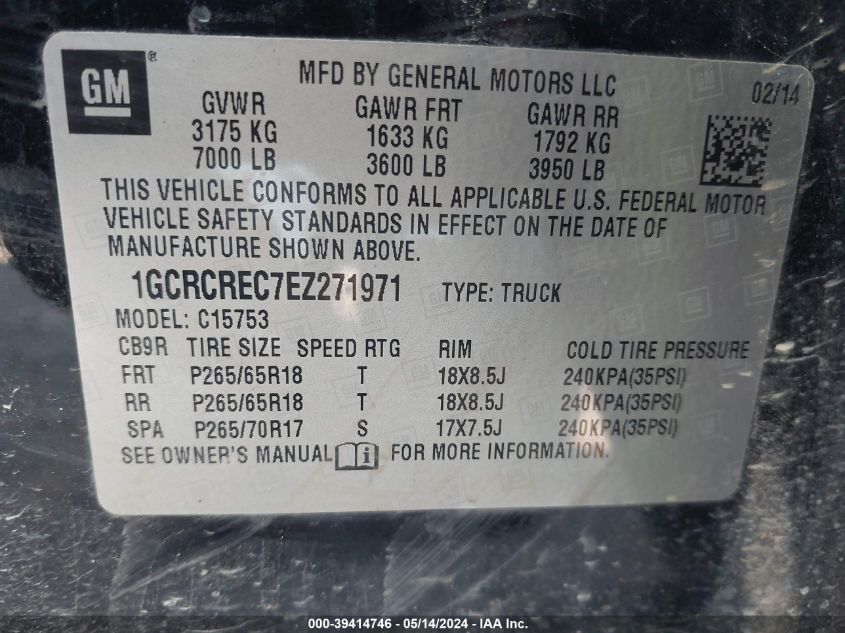 GM ®
MFD BY GENERAL MOTORS LLC
02/14
GVWR GAWR FRT GAWR RR
3175 KG 1633 KG 1792 KG
7000 LB 3600 LB 3950 LB
THIS VEHICLE CONFORMS TO ALL APPLICABLE U.S. FEDERAL MOTOR
VEHICLE SAFETY STANDARDS IN EFFECT ON THE DATE OF
MANUFACTURE SHOWN ABOVE.
1GCRCREC7EZ271971 TYPE: TRUCK
MODEL: C15753
CB9R TIRE SIZE SPEED RTG RIM COLD TIRE PRESSURE
FRT P265/65R18 T 18X8.5J 240KPA(35PSI)
RR P265/65R18 T 18X8.5J 240KPA(35PSI)
SPA P265/70R17 S 17X7.5J 240KPA(35PSI)
SEE OWNER'S MANUAL i FOR MORE INFORMATION.
000-39414746 - 05/14/2024 - IAA Inc.